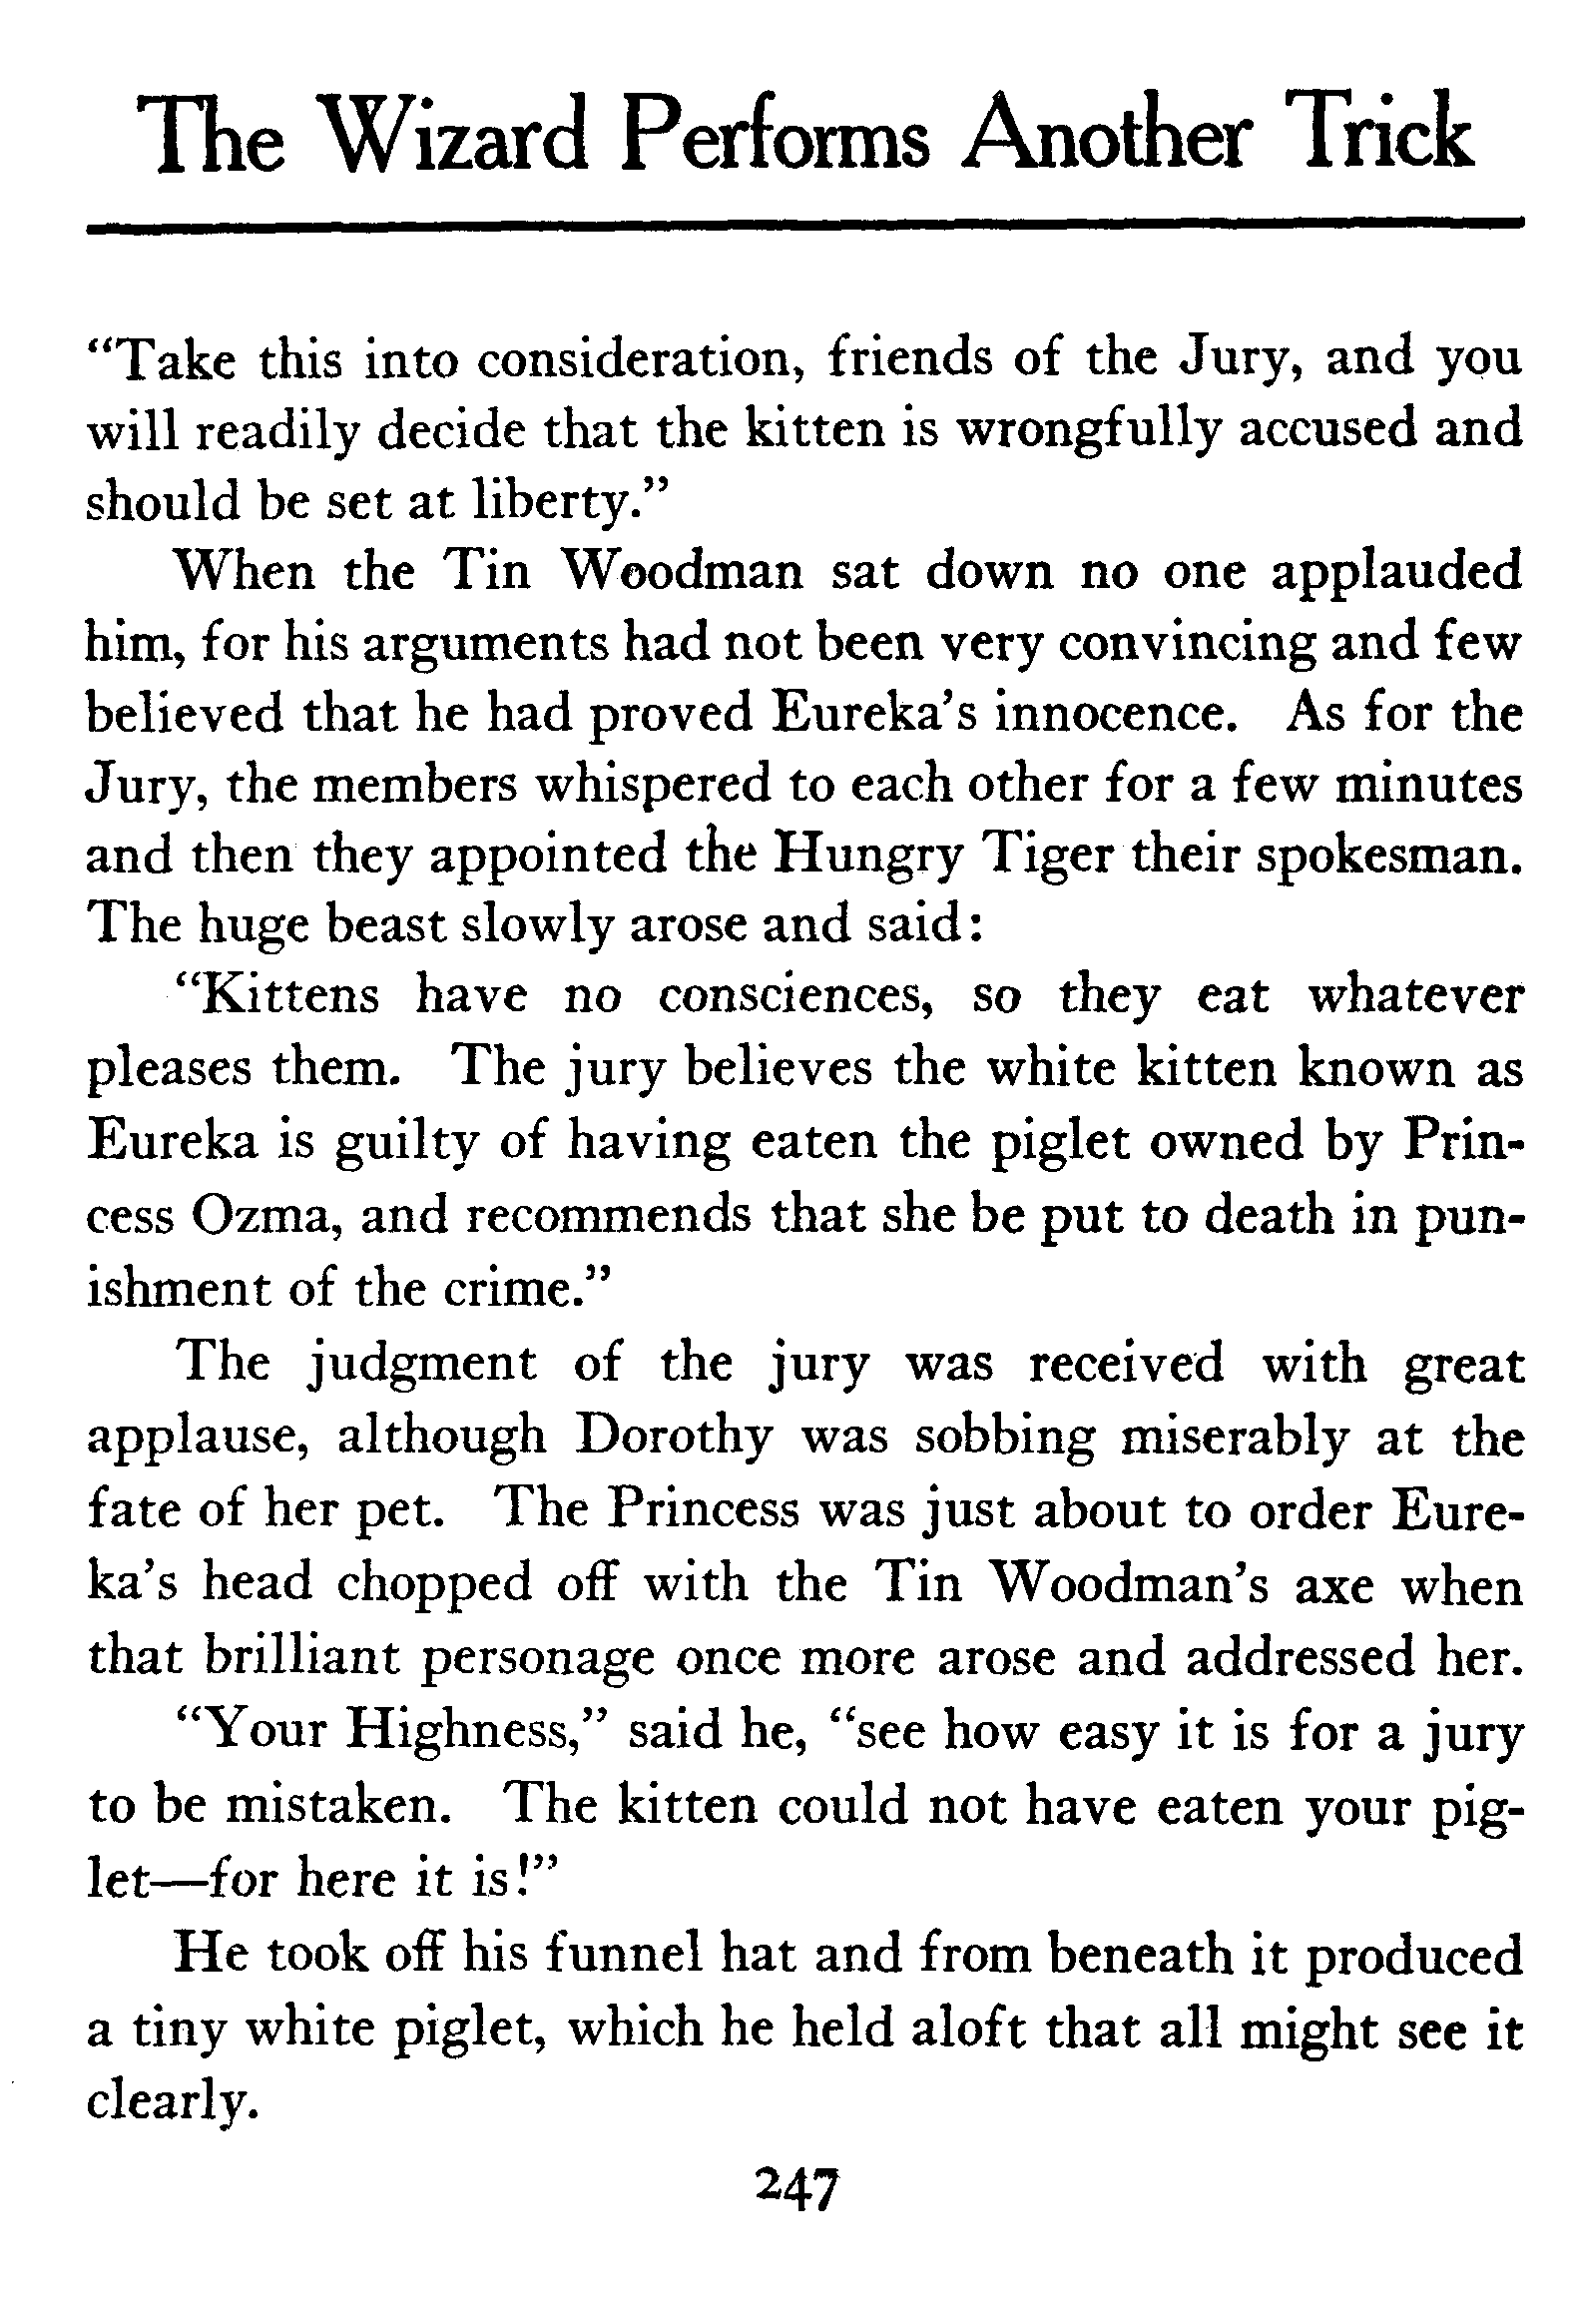 The Wizard Performs Another Trick
“Take this into consideration, friends of the Jury, and you
will readily decide that the kitten is wrongfully accused and
should be set at liberty.”
When the Tin Woodman sat down no one applauded
him, for his arguments had not been very convincing and few
believed that he had proved Eureka’s innocence. As for the
Jury, the members whispered to each other for a few minutes
and then they appointed the Hungry Tiger their spokesman.
The huge beast slowly arose and said:
“Kittens have no consciences, so they eat whatever
pleases them. The jury believes the white kitten known as
Eureka is guilty of having eaten the piglet owned by Prin-
cess Ozma, and recommends that she be put to death in pun-
ishment of the crime.”
The judgment of the jury was received with great
applause, although Dorothy was sobbing miserably at the
fate of her pet. The Princess was just about to order Eure-
ka’s head chopped off with the Tin Woodman’s axe when
that brilliant personage once more arose and addressed her.
“Your Highness,” said he, “see how easy it is for a jury
to be mistaken. The kitten could not have eaten your pig-
let—for here it is!”
He took off his funnel hat and from beneath it produced
a tiny white piglet, which he held aloft that all might see it
clearly.
247